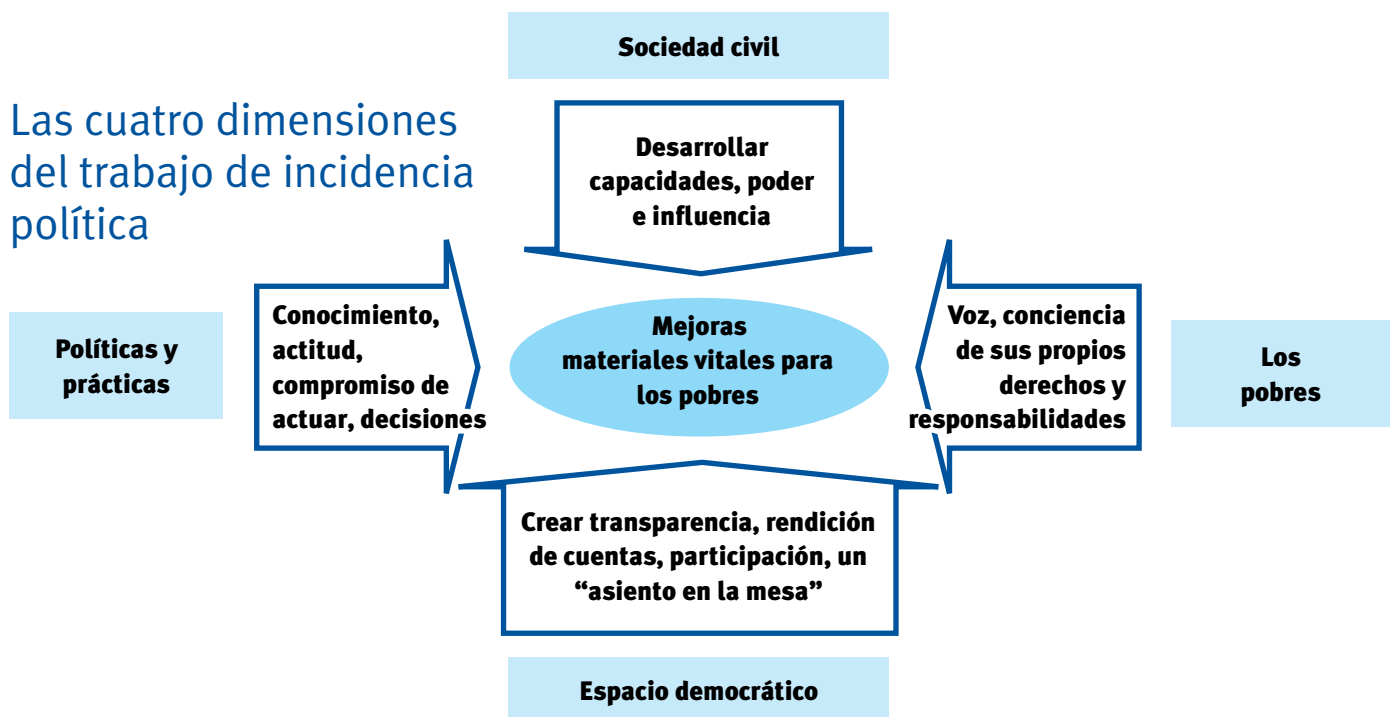 Sociedad civil
Las cuatro dimensiones
del trabajo de incidencia
política
Desarrollar
capacidades, poder
e influencia
Políticas y
prácticas
Conocimiento,
actitud,
compromiso de
actuar, decisiones
Mejoras
materiales vitales para
los pobres
Voz, conciencia
de sus propios
derechos y
responsabilidades
Los
pobres
Crear transparencia, rendición
de cuentas, participación, un
“asiento en la mesa”
Espacio democrático